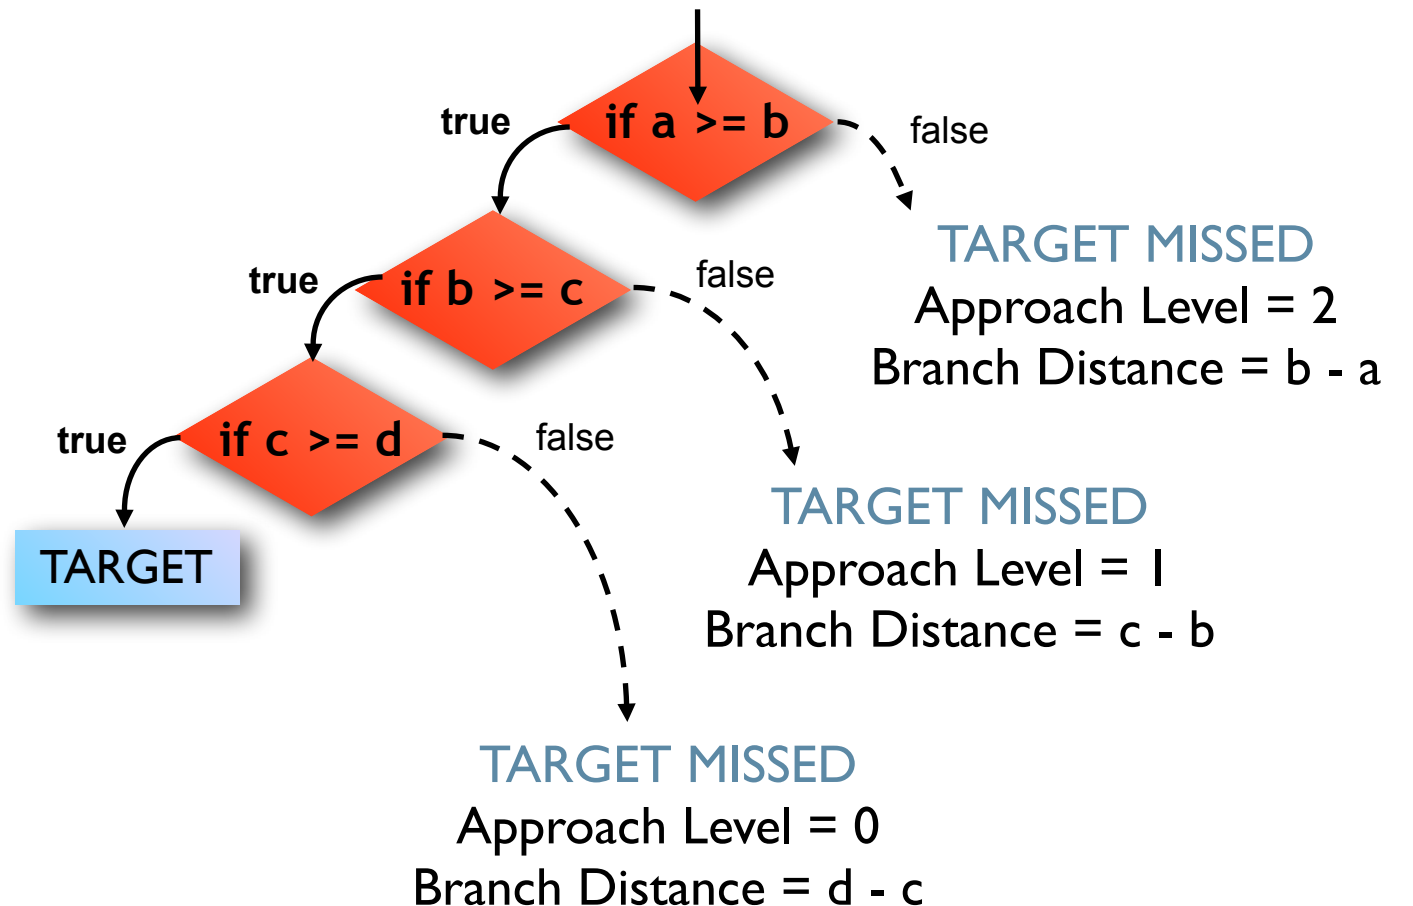 true
if a >= b
false
TARGET MISSED
Approach Level = 2
Branch Distance = b - a
true
if b >= c
false
TARGET MISSED
Approach Level = 1
Branch Distance = c - b
true
if c >= d
false
TARGET
TARGET MISSED
Approach Level = 0
Branch Distance = d - c